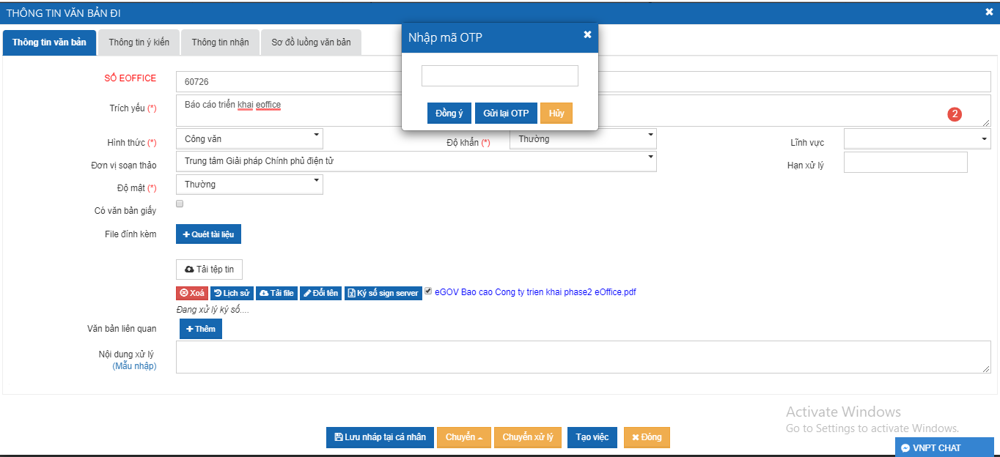 THÔNG TIN VĂN BẢN ĐI
Thông tin văn bản
Thông tin ý kiến
Thông tin nhận
Sơ đồ luồng văn bản
Nhập mã OTP
Đồng ý
Gửi lại OTP
Hủy
SỐ EOFFICE
60726
Trích yếu (*)
Báo cáo triển khai eoffice
2
Hình thức (*)
Công văn
Độ khẩn (*)
Thường
Lĩnh vực
Đơn vị soạn thảo
Trung tâm Giải pháp Chính phủ điện tử
Hạn xử lý
Độ mật (*)
Thường
Có văn bản giấy
File đính kèm
Quét tài liệu
Tải tệp tin
Xoá
Lịch sử
Tải file
Đổi tên
Ký số sign server
eGOV Bao cao Cong ty trien khai phase2 eOffice.pdf
Đang xử lý ký số....
Văn bản liên quan
Thêm
Nội dung xử lý
(Mẫu nhập)
Activate Windows
Go to Settings to activate Windows.
Lưu nháp tại cá nhân
Chuyển
Chuyển xử lý
Tạo việc
Đóng
VNPT CHAT